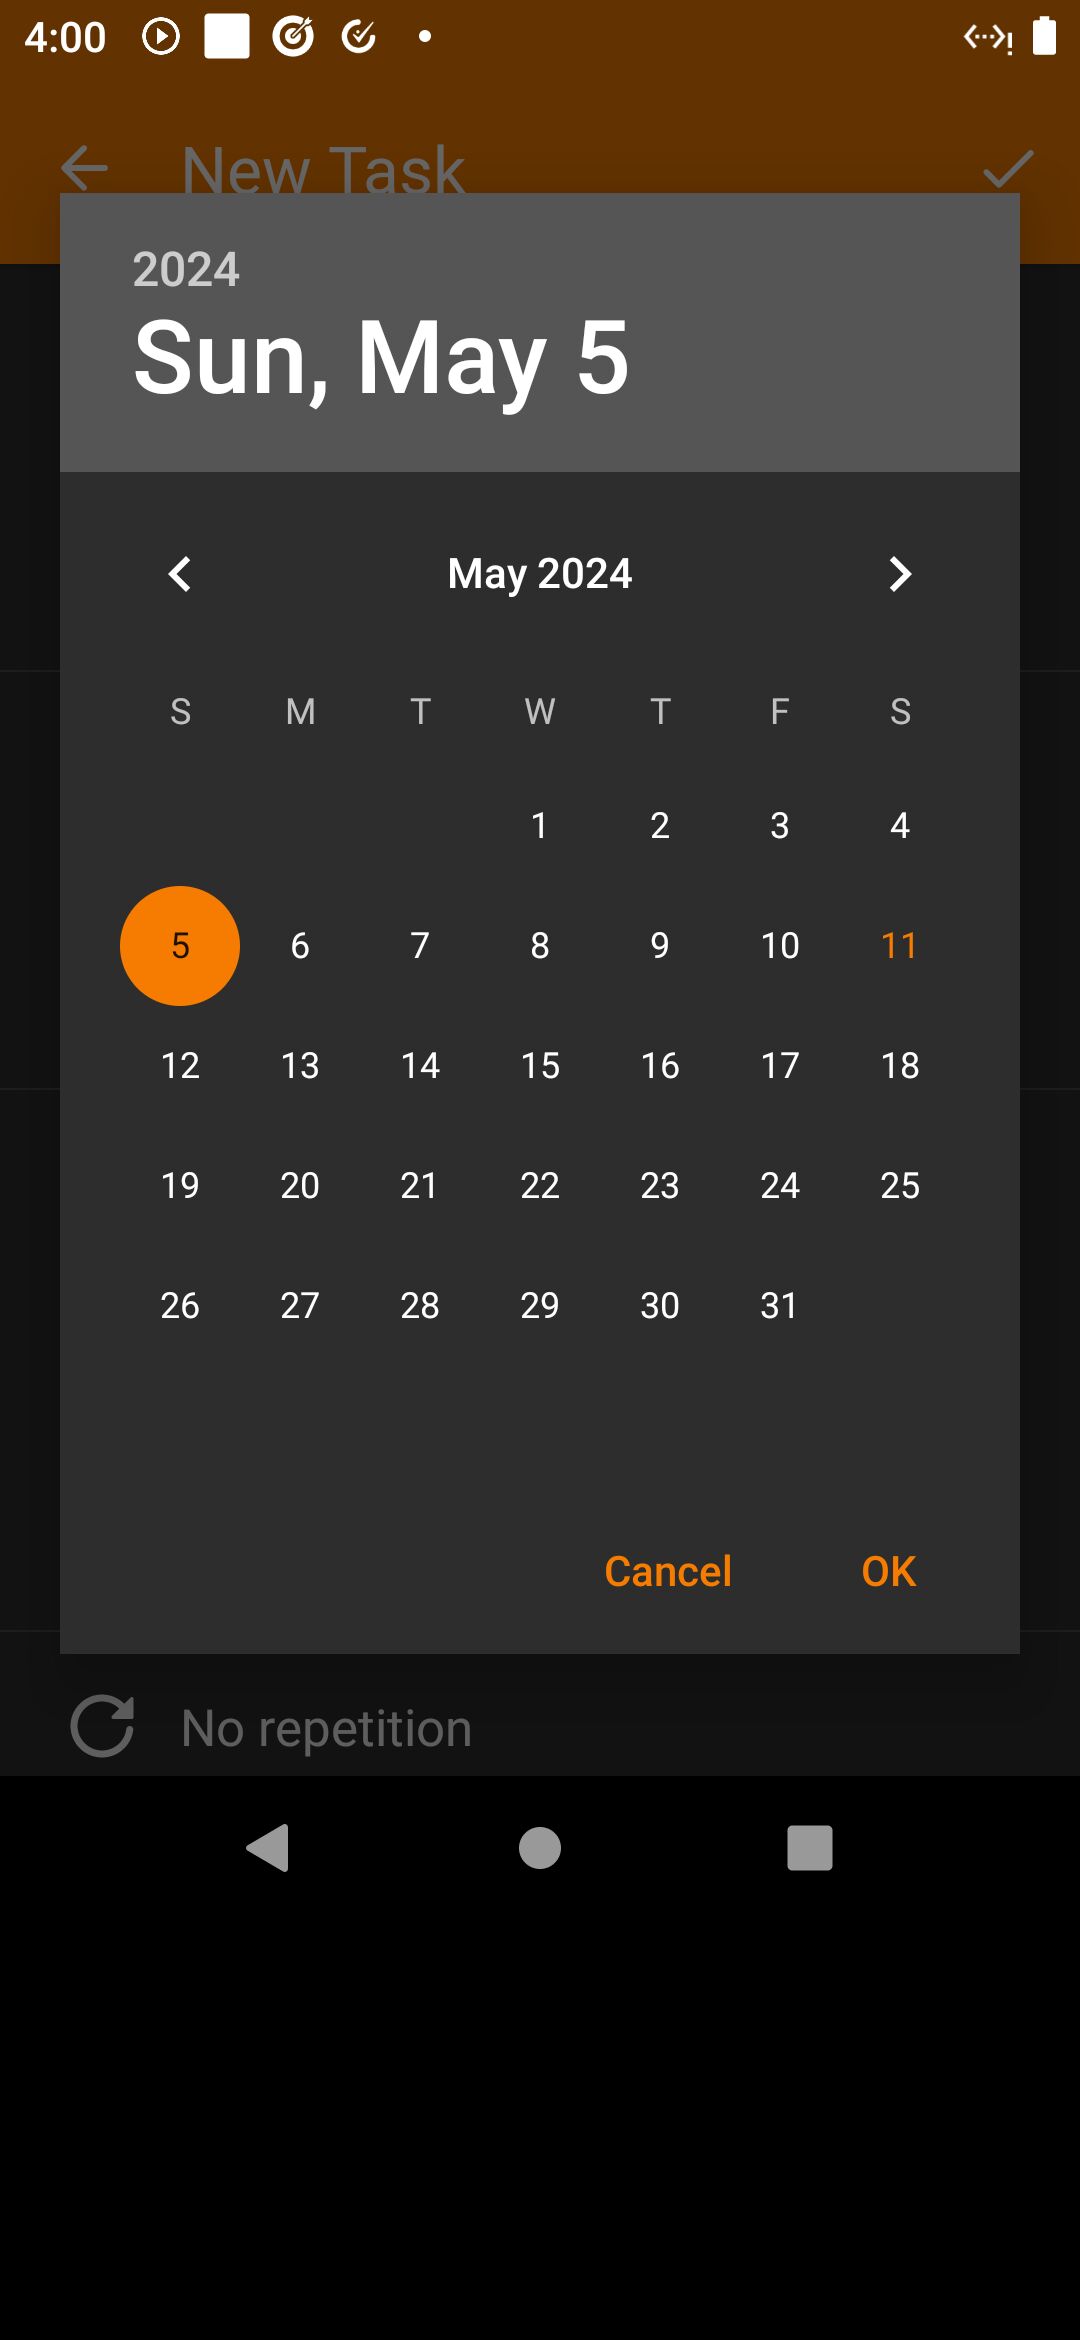 4:00
New Task
2024
Sun, May 5
May 2024
S M T W T F S
1 2 3 4
5 6 7 8 9 10 11
12 13 14 15 16 17 18
19 20 21 22 23 24 25
26 27 28 29 30 31
Cancel OK
No repetition